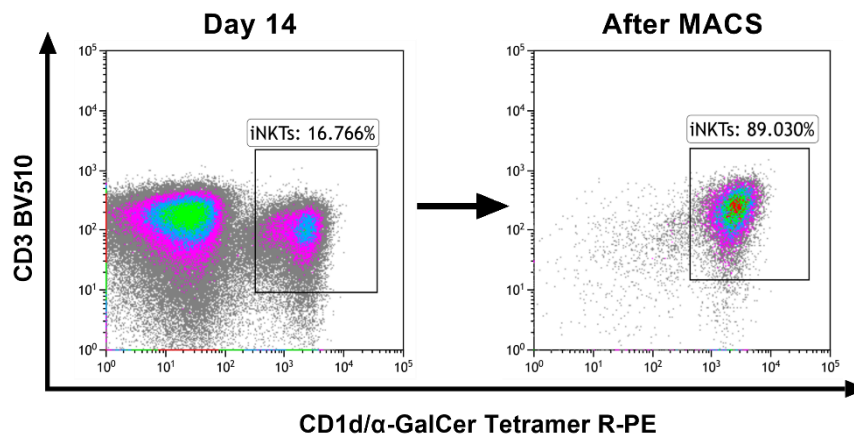 Day 14
After MACS
10⁵
10⁴
10³
10²
10¹
10⁰
iNKTs: 16.766%
10⁰ 10¹ 10² 10³ 10⁴ 10⁵
10⁵
10⁴
10³
10²
10¹
10⁰
iNKTs: 89.030%
10⁰ 10¹ 10² 10³ 10⁴ 10⁵
CD3 BV510
CD1d/α-GalCer Tetramer R-PE